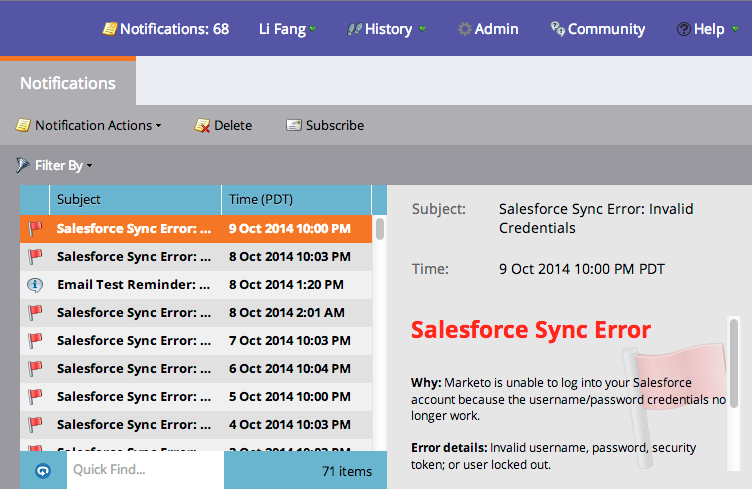 Notifications: 68 Li Fang History Admin Community Help
Notifications
Notification Actions Delete Subscribe
Filter By
Subject Time (PDT)
Salesforce Sync Error: ... 9 Oct 2014 10:00 PM
Salesforce Sync Error: ... 8 Oct 2014 10:03 PM
Email Test Reminder: ... 8 Oct 2014 1:20 PM
Salesforce Sync Error: ... 8 Oct 2014 2:01 AM
Salesforce Sync Error: ... 7 Oct 2014 10:03 PM
Salesforce Sync Error: ... 6 Oct 2014 10:04 PM
Salesforce Sync Error: ... 5 Oct 2014 10:00 PM
Salesforce Sync Error: ... 4 Oct 2014 10:03 PM
Quick Find... 71 items
Subject: Salesforce Sync Error: Invalid
Credentials
Time: 9 Oct 2014 10:00 PM PDT
Salesforce Sync Error
Why: Marketo is unable to log into your Salesforce
account because the username/password credentials no
longer work.
Error details: Invalid username, password, security
token; or user locked out.